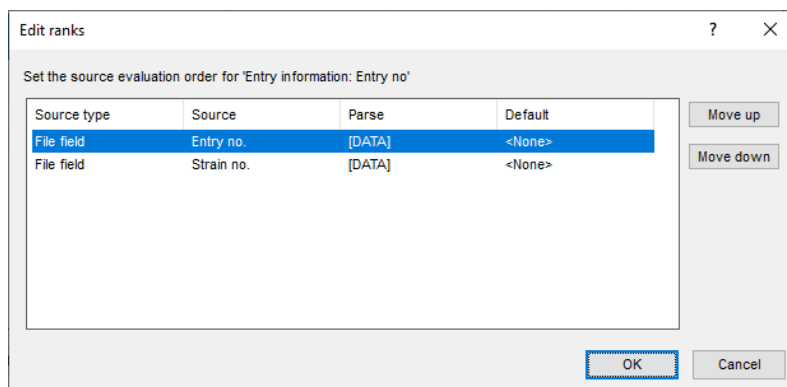 Edit ranks ?
Set the source evaluation order for 'Entry information: Entry no'
Source type Source Parse Default
File field Entry no. [DATA] <None>
File field Strain no. [DATA] <None>
Move up
Move down
OK Cancel